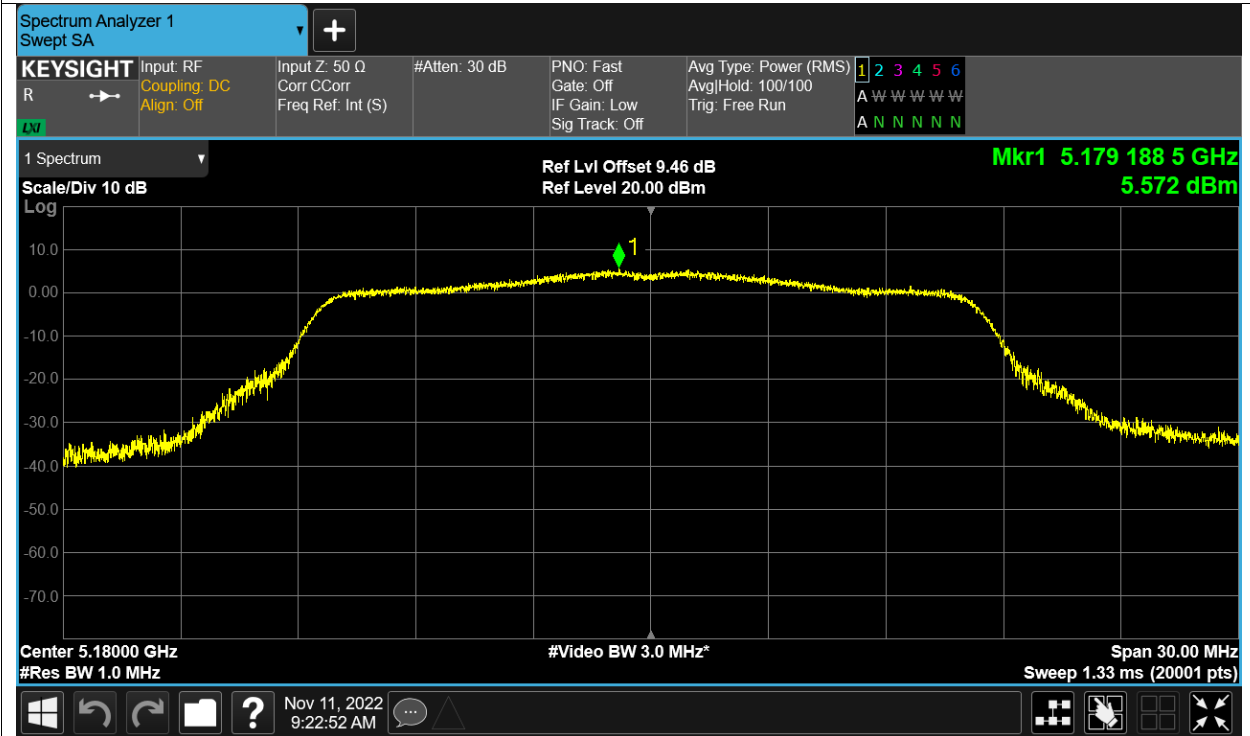 Spectrum Analyzer 1
Swept SA
KEYSIGHT
R
LXI
Input: RF
Coupling: DC
Align: Off
Input Z: 50 Ω
Corr CCorr
Freq Ref: Int (S)
#Atten: 30 dB
PNO: Fast
Gate: Off
IF Gain: Low
Sig Track: Off
Avg Type: Power (RMS)
Avg|Hold: 100/100
Trig: Free Run
1 2 3 4 5 6
A W W W W W
A N N N N N
1 Spectrum
Scale/Div 10 dB
Log
Ref Lvl Offset 9.46 dB
Ref Level 20.00 dBm
Mkr1 5.179 188 5 GHz
5.572 dBm
1
10.0
0.00
-10.0
-20.0
-30.0
-40.0
-50.0
-60.0
-70.0
Center 5.18000 GHz
#Res BW 1.0 MHz
#Video BW 3.0 MHz*
Span 30.00 MHz
Sweep 1.33 ms (20001 pts)
?
Nov 11, 2022
9:22:52 AM